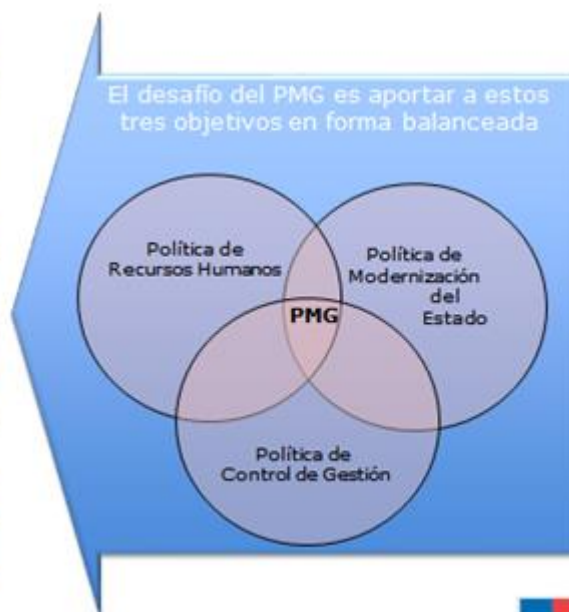 El desafío del PMG es aportar a estos
tres objetivos en forma balanceada
Política de
Recursos Humanos
Política de
Modernización
del
Estado
PMG
Política de
Control de Gestión